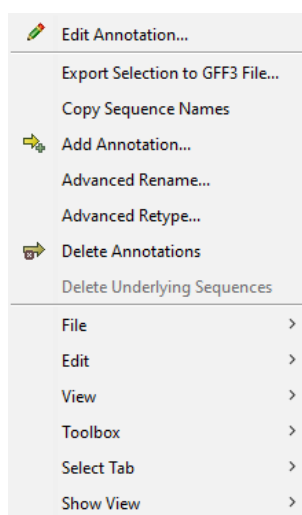 Edit Annotation...
Export Selection to GFF3 File...
Copy Sequence Names
Add Annotation...
Advanced Rename...
Advanced Retype...
Delete Annotations
Delete Underlying Sequences
File
Edit
View
Toolbox
Select Tab
Show View